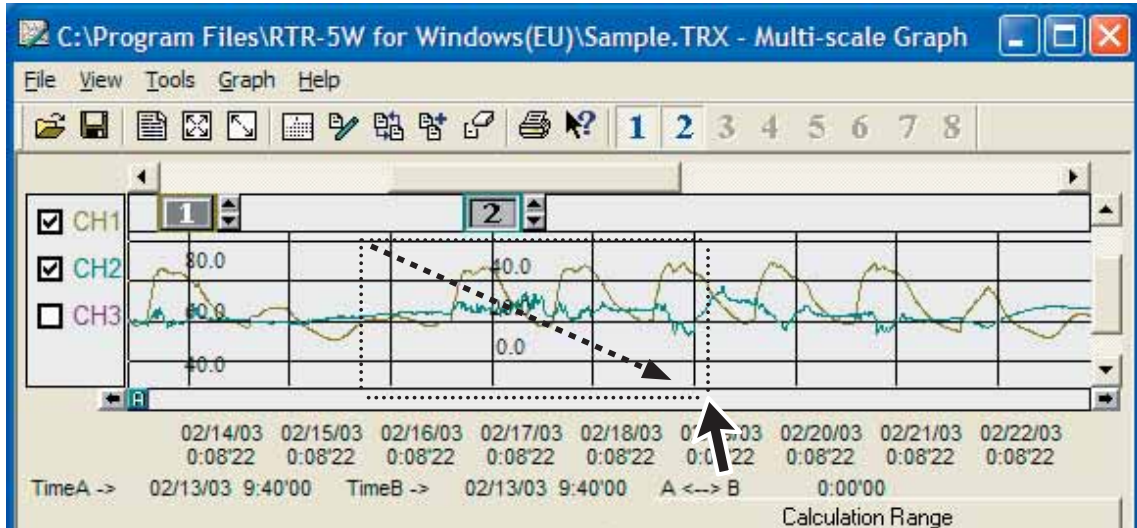 C:\Program Files\RTR-5W for Windows(EU)\Sample.TRX - Multi-scale Graph
File View Tools Graph Help
1 2 3 4 5 6 7 8
1 2
CH1
CH2
CH3
80.0 40.0
60.0
40.0 0.0
A
02/14/03 02/15/03 02/16/03 02/17/03 02/18/03 02/20/03 02/21/03 02/22/03
0:08'22 0:08'22 0:08'22 0:08'22 0:08'22 0:08'22 0:08'22 0:08'22
TimeA -> 02/13/03 9:40'00 TimeB -> 02/13/03 9:40'00 A <--> B 0:00'00
Calculation Range